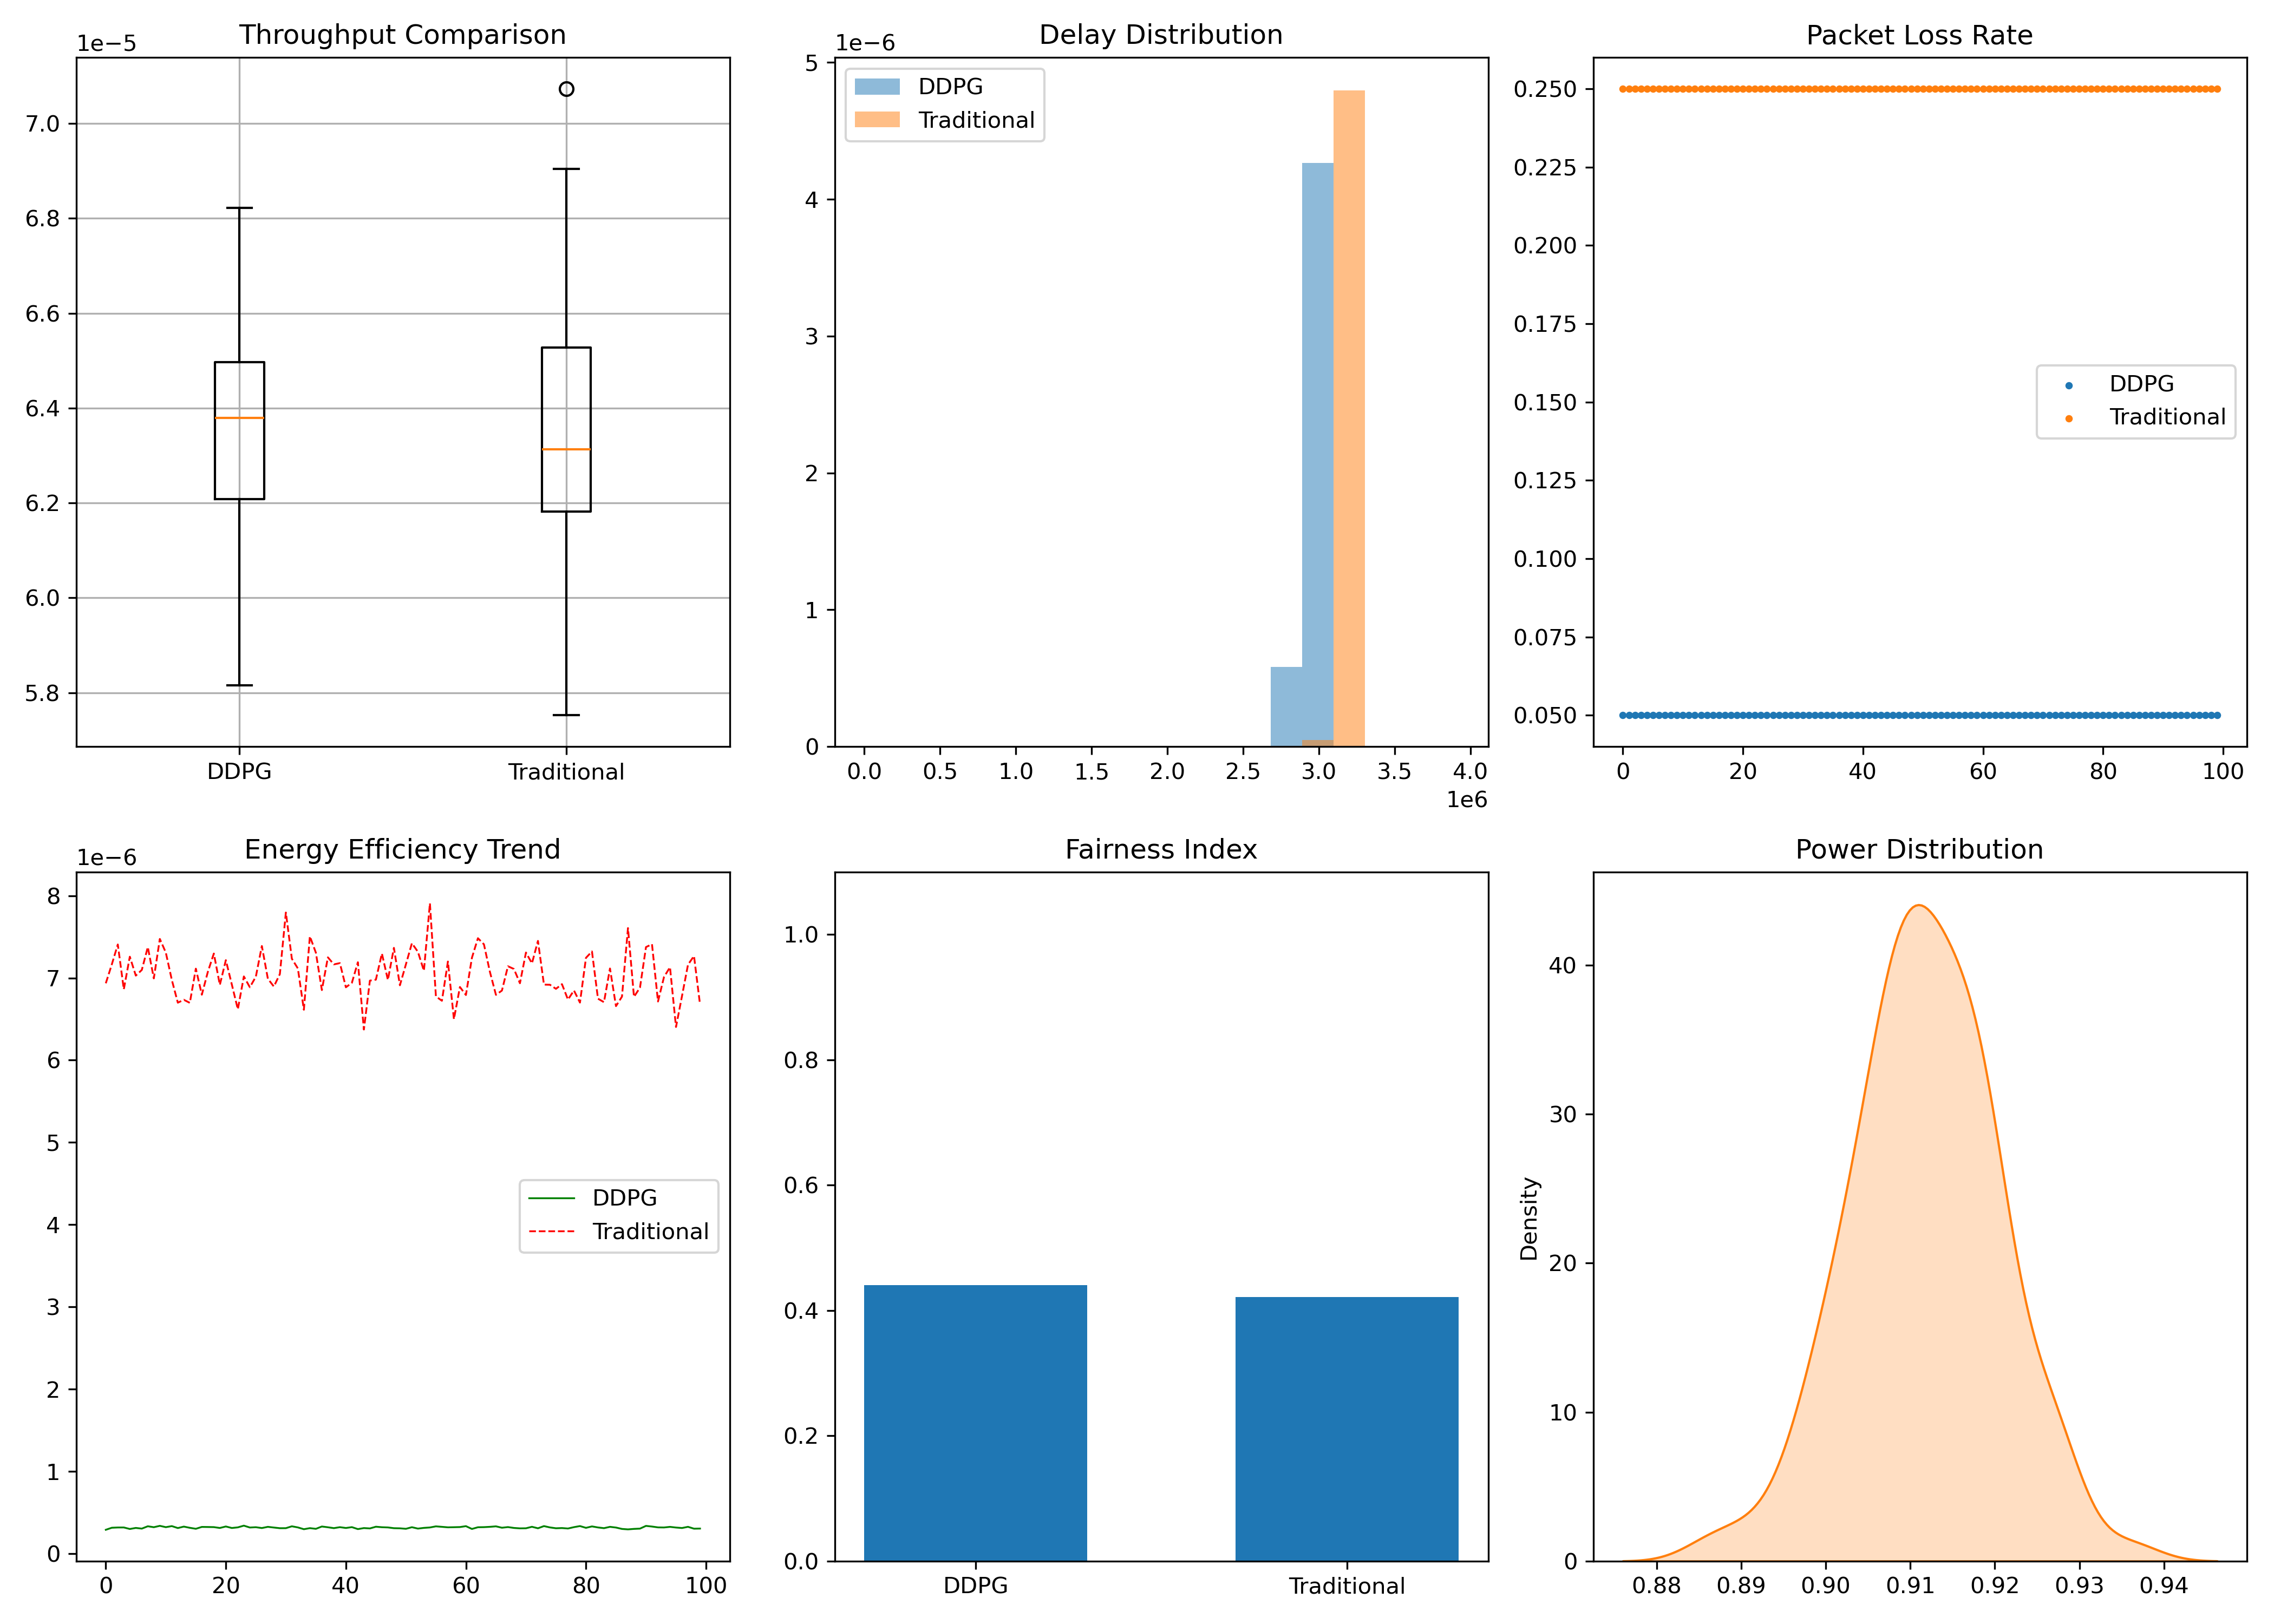 Throughput Comparison
1e−5
7.0
6.8
6.6
6.4
6.2
6.0
5.8
DDPG Traditional
Delay Distribution
1e−6
5
4
3
2
1
0
DDPG
Traditional
0.0 0.5 1.0 1.5 2.0 2.5 3.0 3.5 4.0
1e6
Packet Loss Rate
0.250
0.225
0.200
0.175
0.150
0.125
0.100
0.075
0.050
DDPG
Traditional
0 20 40 60 80 100
Energy Efficiency Trend
1e−6
8
7
6
5
4
3
2
1
0
DDPG
Traditional
0 20 40 60 80 100
Fairness Index
1.0
0.8
0.6
0.4
0.2
0.0
DDPG Traditional
Power Distribution
Density
40
30
20
10
0
0.88 0.89 0.90 0.91 0.92 0.93 0.94